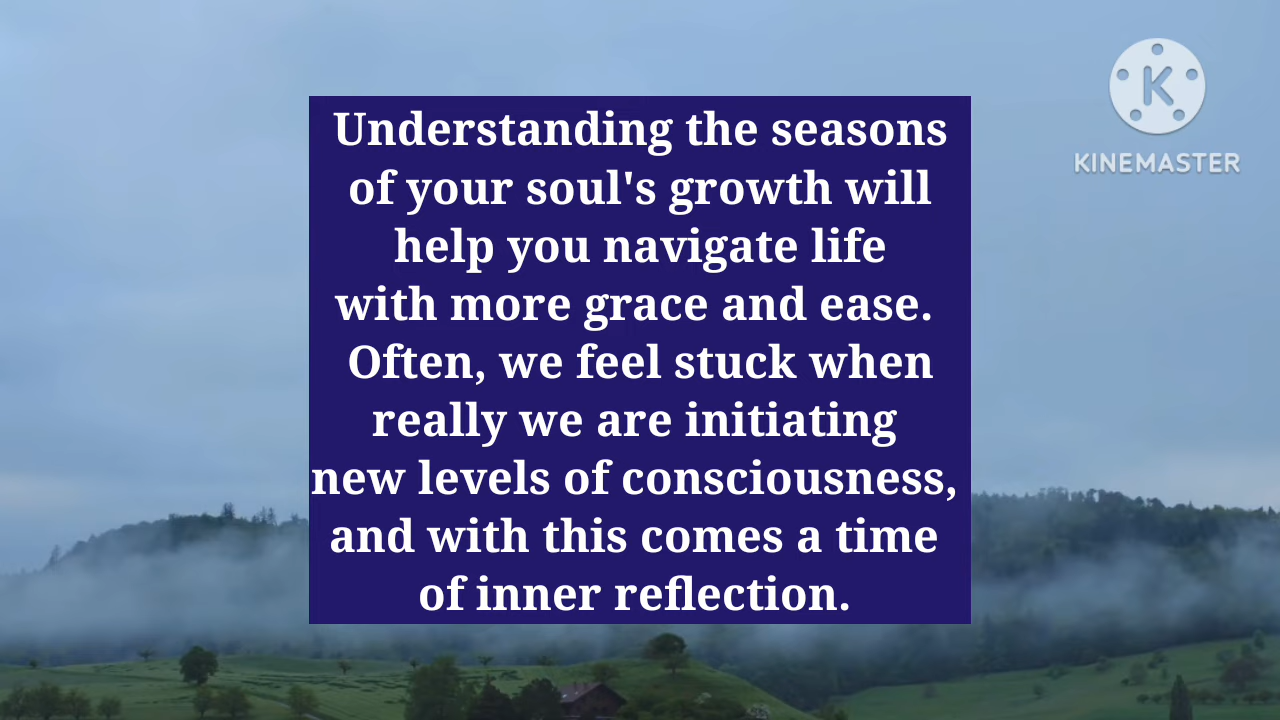 Understanding the seasons
of your soul's growth will
help you navigate life
with more grace and ease.
Often, we feel stuck when
really we are initiating
new levels of consciousness,
and with this comes a time
of inner reflection.
K
KINEMASTER